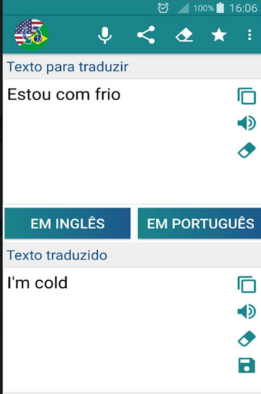 100% 16:06
Texto para traduzir
Estou com frio
EM INGLÊS EM PORTUGUÊS
Texto traduzido
I'm cold